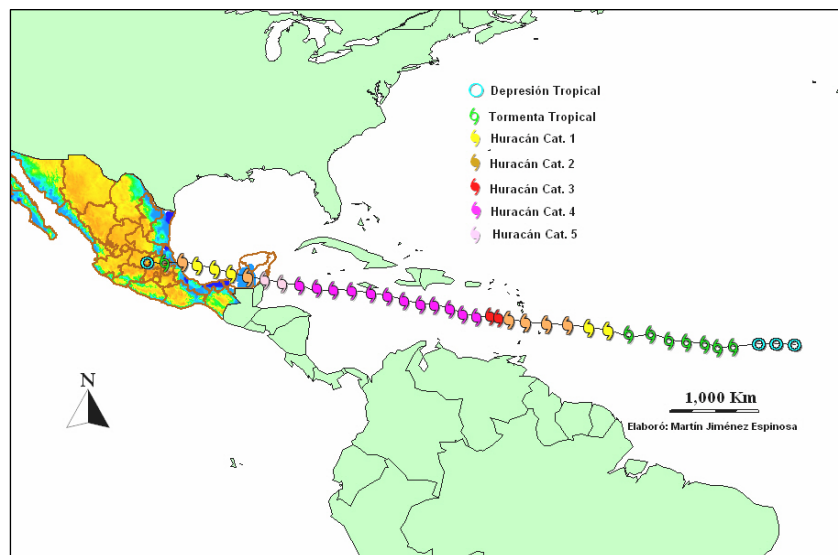 Depresión Tropical
Tormenta Tropical
Huracán Cat. 1
Huracán Cat. 2
Huracán Cat. 3
Huracán Cat. 4
Huracán Cat. 5
N
1,000 Km
Elaboró: Martín Jiménez Espinosa